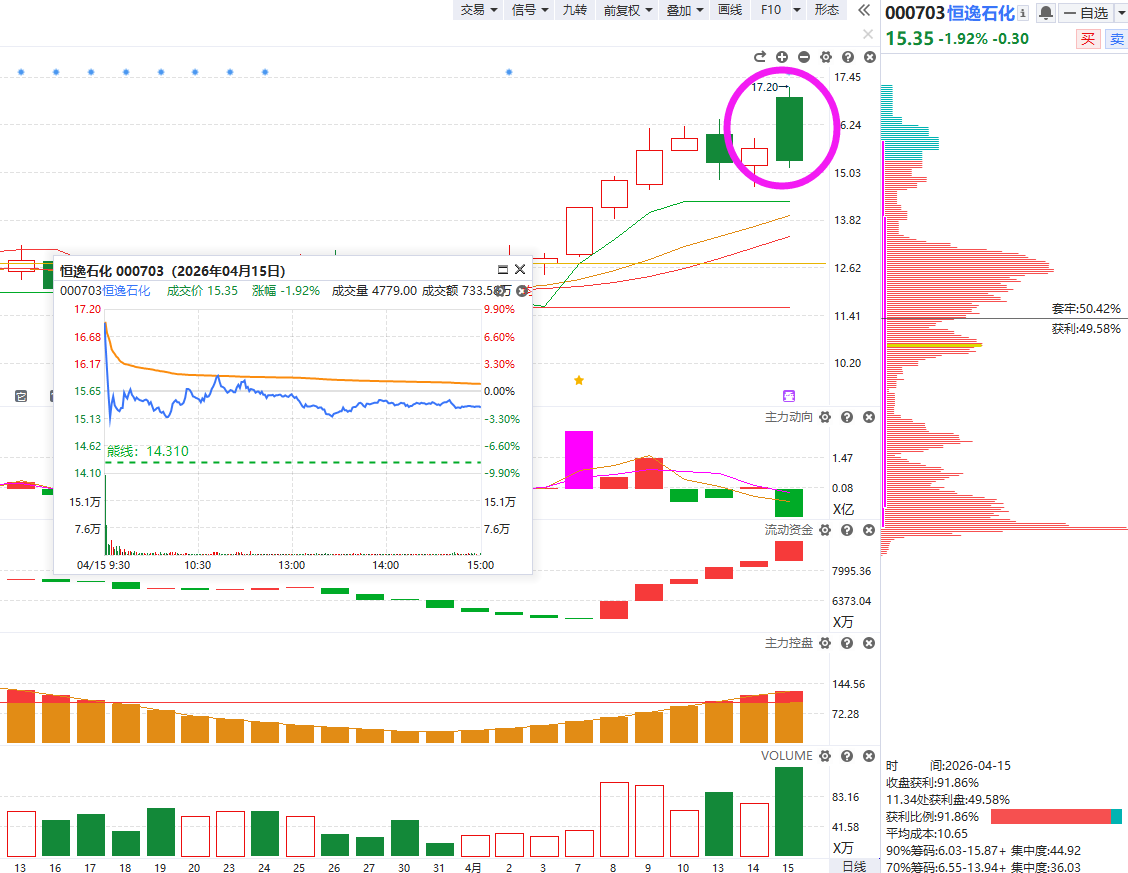 交易 信号 九转 前复权 叠加 画线 F10 形态
000703 恒逸石化 自选
15.35 -1.92% -0.30 买 卖
17.45
17.20
16.24
15.03
13.82
12.62
11.41
10.20
套牢:50.42%
获利:49.58%
恒逸石化 000703（2026年04月15日）
000703恒逸石化 成交价 15.35 涨幅 -1.92% 成交量 4779.00 成交额 733.58万
17.20 9.90%
16.68 6.60%
16.17 3.30%
15.65 0.00%
15.13 -3.30%
14.62 -6.60%
14.10 -9.90%
熊线：14.310
15.1万 15.1万
7.6万 7.6万
04/15 9:30 10:30 13:00 14:00 15:00
主力动向
1.47
0.08
X亿
流动资金
7995.36
6373.04
X万
主力控盘
144.56
72.28
VOLUME
83.16
41.58
X万
13 16 17 18 19 20 23 24 25 26 27 30 31 4月 2 3 7 8 9 10 13 14 15 日线
时 间:2026-04-15
收盘获利:91.86%
11.34处获利盘:49.58%
获利比例:91.86%
平均成本:10.65
90%筹码:6.03-15.87+ 集中度:44.92
70%筹码:6.55-13.94+ 集中度:36.03